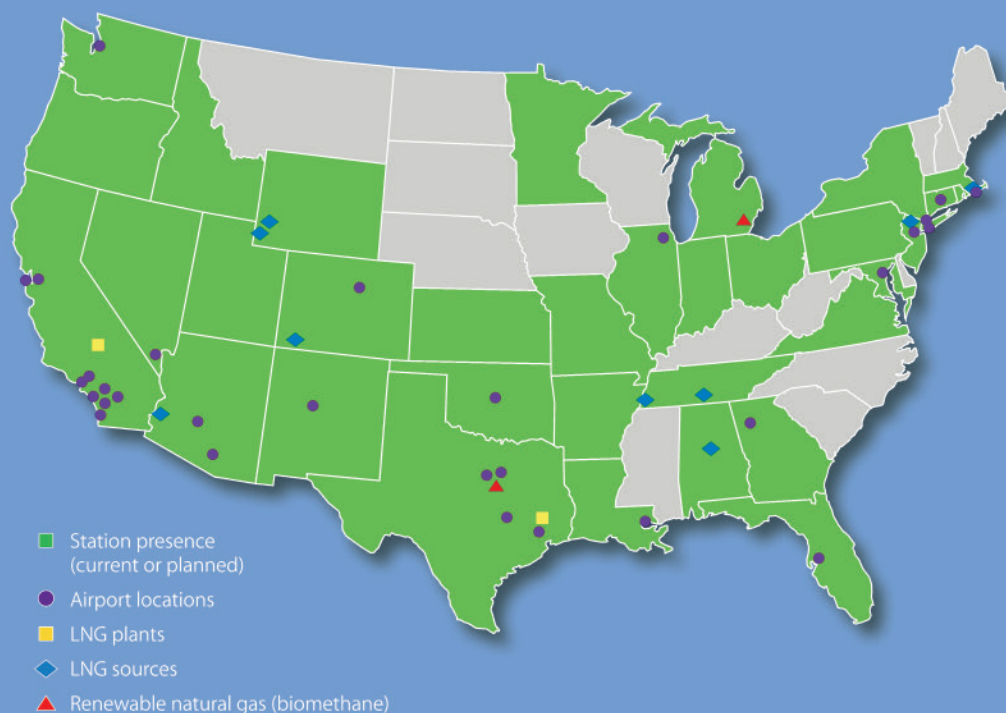 Station presence
(current or planned)
Airport locations
LNG plants
LNG sources
Renewable natural gas (biomethane)